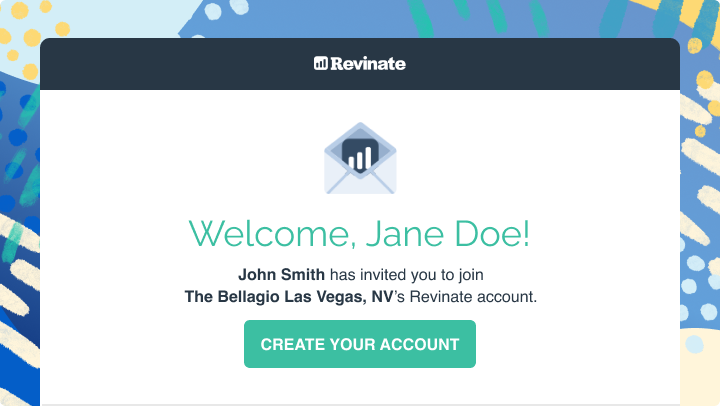 Revinate
Welcome, Jane Doe!
John Smith has invited you to join
The Bellagio Las Vegas, NV's Revinate account.
CREATE YOUR ACCOUNT